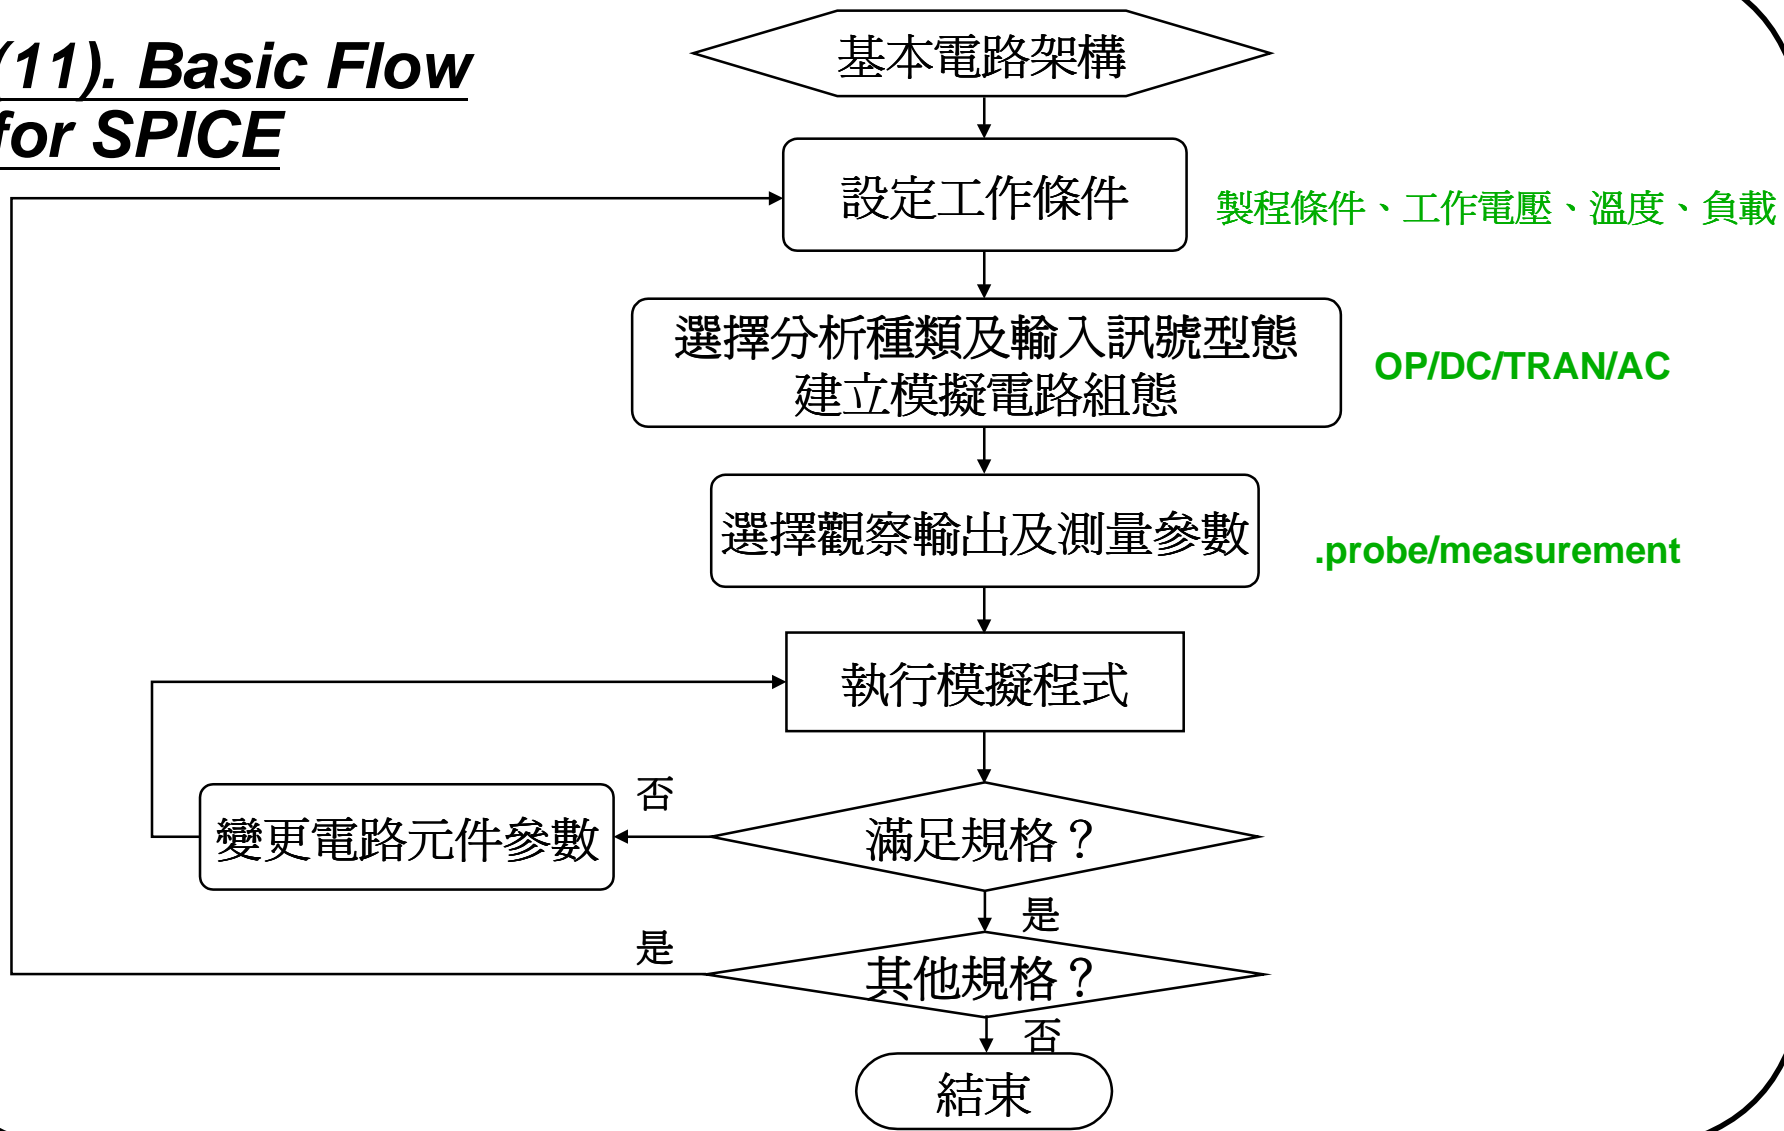 (11). Basic Flow
for SPICE
基本電路架構
設定工作條件
製程條件、工作電壓、溫度、負載
選擇分析種類及輸入訊號型態
建立模擬電路組態
OP/DC/TRAN/AC
選擇觀察輸出及測量參數
.probe/measurement
執行模擬程式
否
變更電路元件參數
滿足規格？
是
是
其他規格？
否
結束